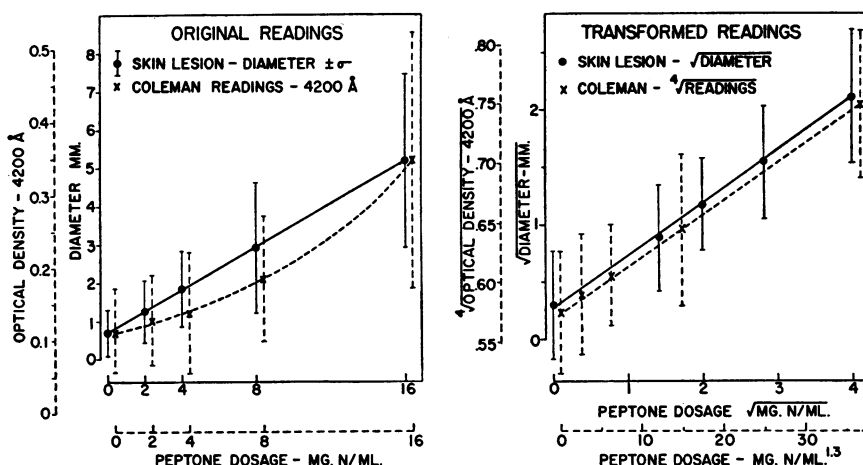 ORIGINAL READINGS
SKIN LESION - DIAMETER ± σ
COLEMAN READINGS - 4200 Å
OPTICAL DENSITY - 4200 Å
0.5
0.4
0.3
0.2
0.1
0
DIAMETER MM.
8
7
6
5
4
3
2
1
0
0 2 4 8 16
0 2 4 8 16
PEPTONE DOSAGE - MG. N/ML.
TRANSFORMED READINGS
SKIN LESION - √DIAMETER
COLEMAN - ⁴√READINGS
⁴√OPTICAL DENSITY - 4200 Å
.80
.75
.70
.65
.60
.55
√DIAMETER-MM.
2
1
0
0 1 2 3 4
PEPTONE DOSAGE √MG. N/ML.
0 10 20 30
PEPTONE DOSAGE - MG. N/ML.^1.3